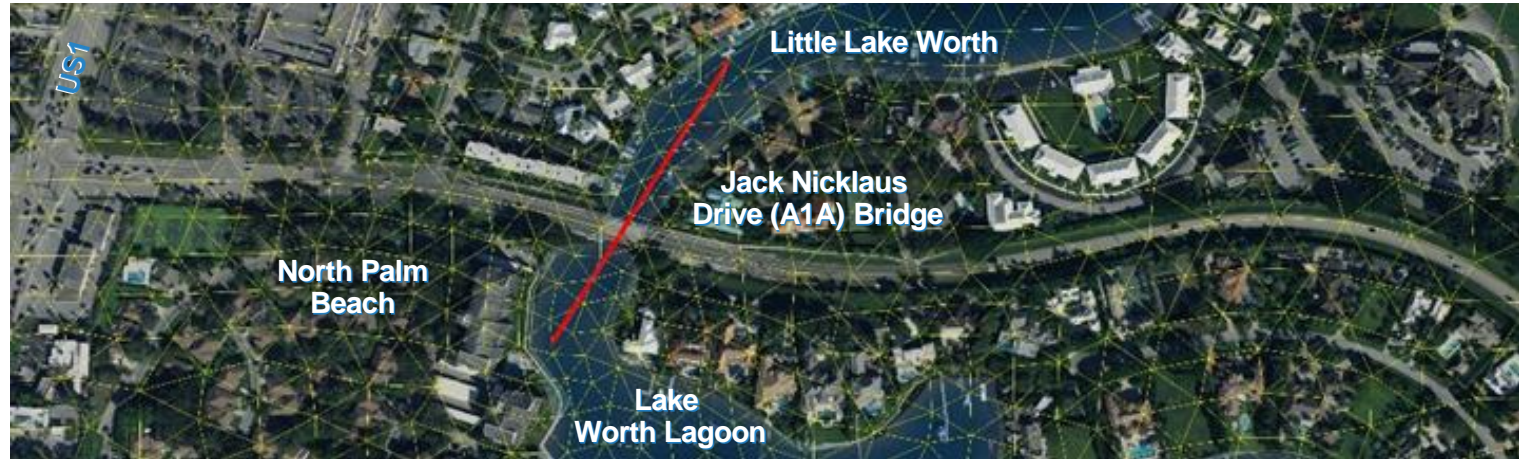 US1
Little Lake Worth
Jack Nicklaus
Drive (A1A) Bridge
North Palm
Beach
Lake
Worth Lagoon